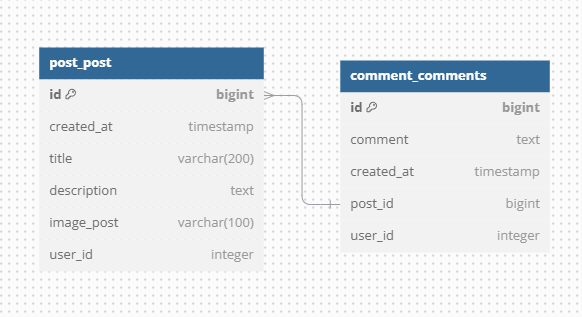 post_post
id bigint
created_at timestamp
title varchar(200)
description text
image_post varchar(100)
user_id integer
comment_comments
id bigint
comment text
created_at timestamp
post_id bigint
user_id integer